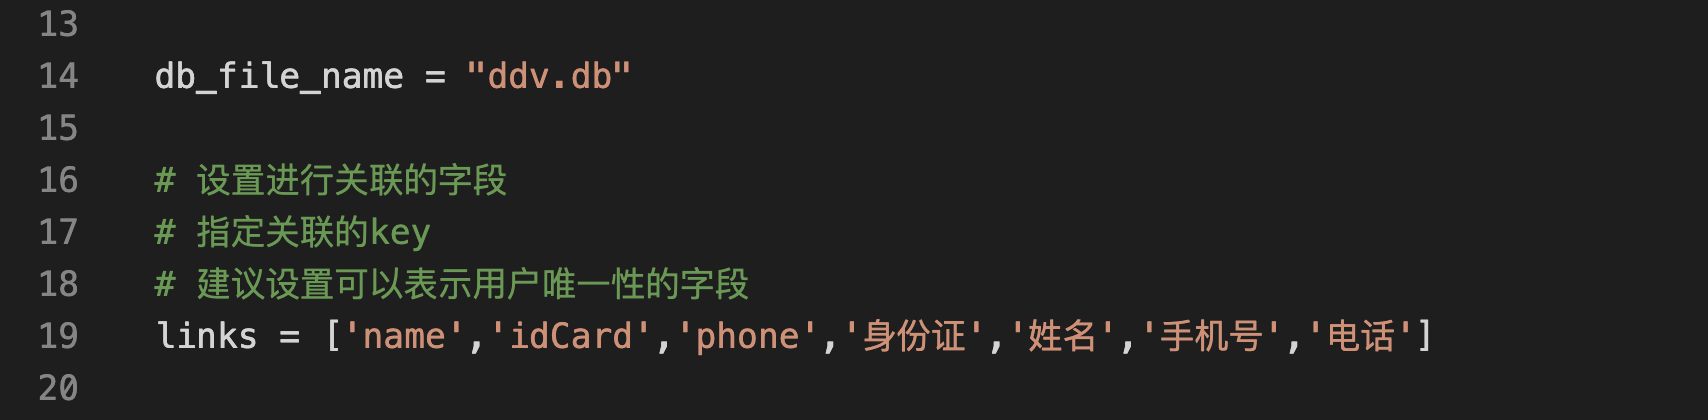 13
14 db_file_name = "ddv.db"
15
16 # 设置进行关联的字段
17 # 指定关联的key
18 # 建议设置可以表示用户唯一性的字段
19 links = ['name','idCard','phone','身份证','姓名','手机号','电话']
20